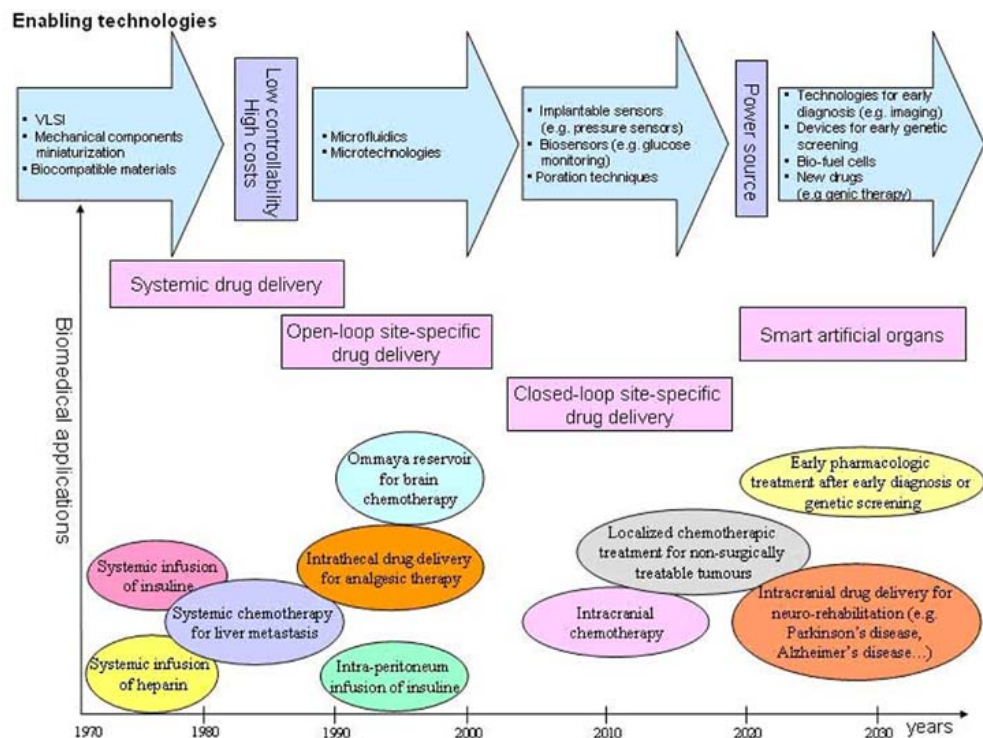 Enabling technologies
▪ VLSI
▪ Mechanical components
miniaturization
▪ Biocompatible materials
Low controllability
High costs
▪ Microfluidics
▪ Microtechnologies
▪ Implantable sensors
(e.g. pressure sensors)
▪ Biosensors (e.g. glucose
monitoring)
▪ Poration techniques
Power source
▪ Technologies for early
diagnosis (e.g. imaging)
▪ Devices for early genetic
screening
▪ Bio-fuel cells
▪ New drugs
(e.g genic therapy)
Biomedical applications
Systemic drug delivery
Open-loop site-specific
drug delivery
Closed-loop site-specific
drug delivery
Smart artificial organs
Ommaya reservoir
for brain
chemotherapy
Early pharmacologic
treatment after early diagnosis or
genetic screening
Systemic infusion
of insuline
Intrathecal drug delivery
for analgesic therapy
Localized chemotherapic
treatment for non-surgically
treatable tumours
Systemic chemotherapy
for liver metastasis
Intracranial
chemotherapy
Intracranial drug delivery for
neuro-rehabilitation (e.g.
Parkinson's disease,
Alzheimer's disease...)
Systemic infusion
of heparin
Intra-peritoneum
infusion of insuline
1970
1980
1990
2000
2010
2020
2030
years